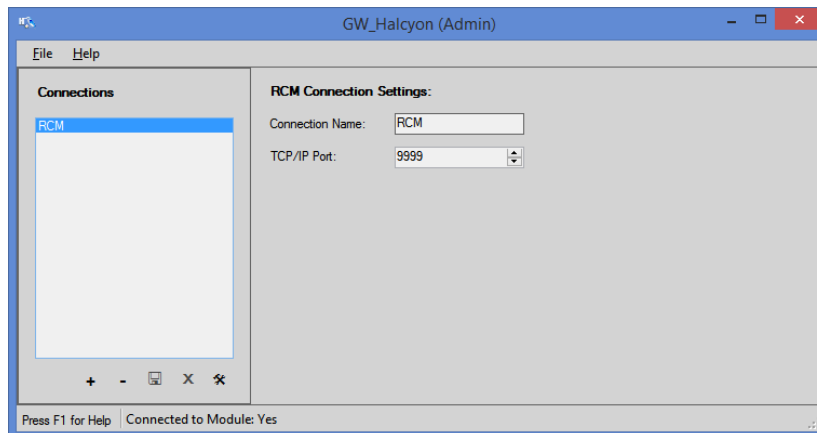 GW_Halcyon (Admin)
File Help
Connections
RCM
RCM Connection Settings:
Connection Name: RCM
TCP/IP Port: 9999
+ - X
Press F1 for Help Connected to Module: Yes